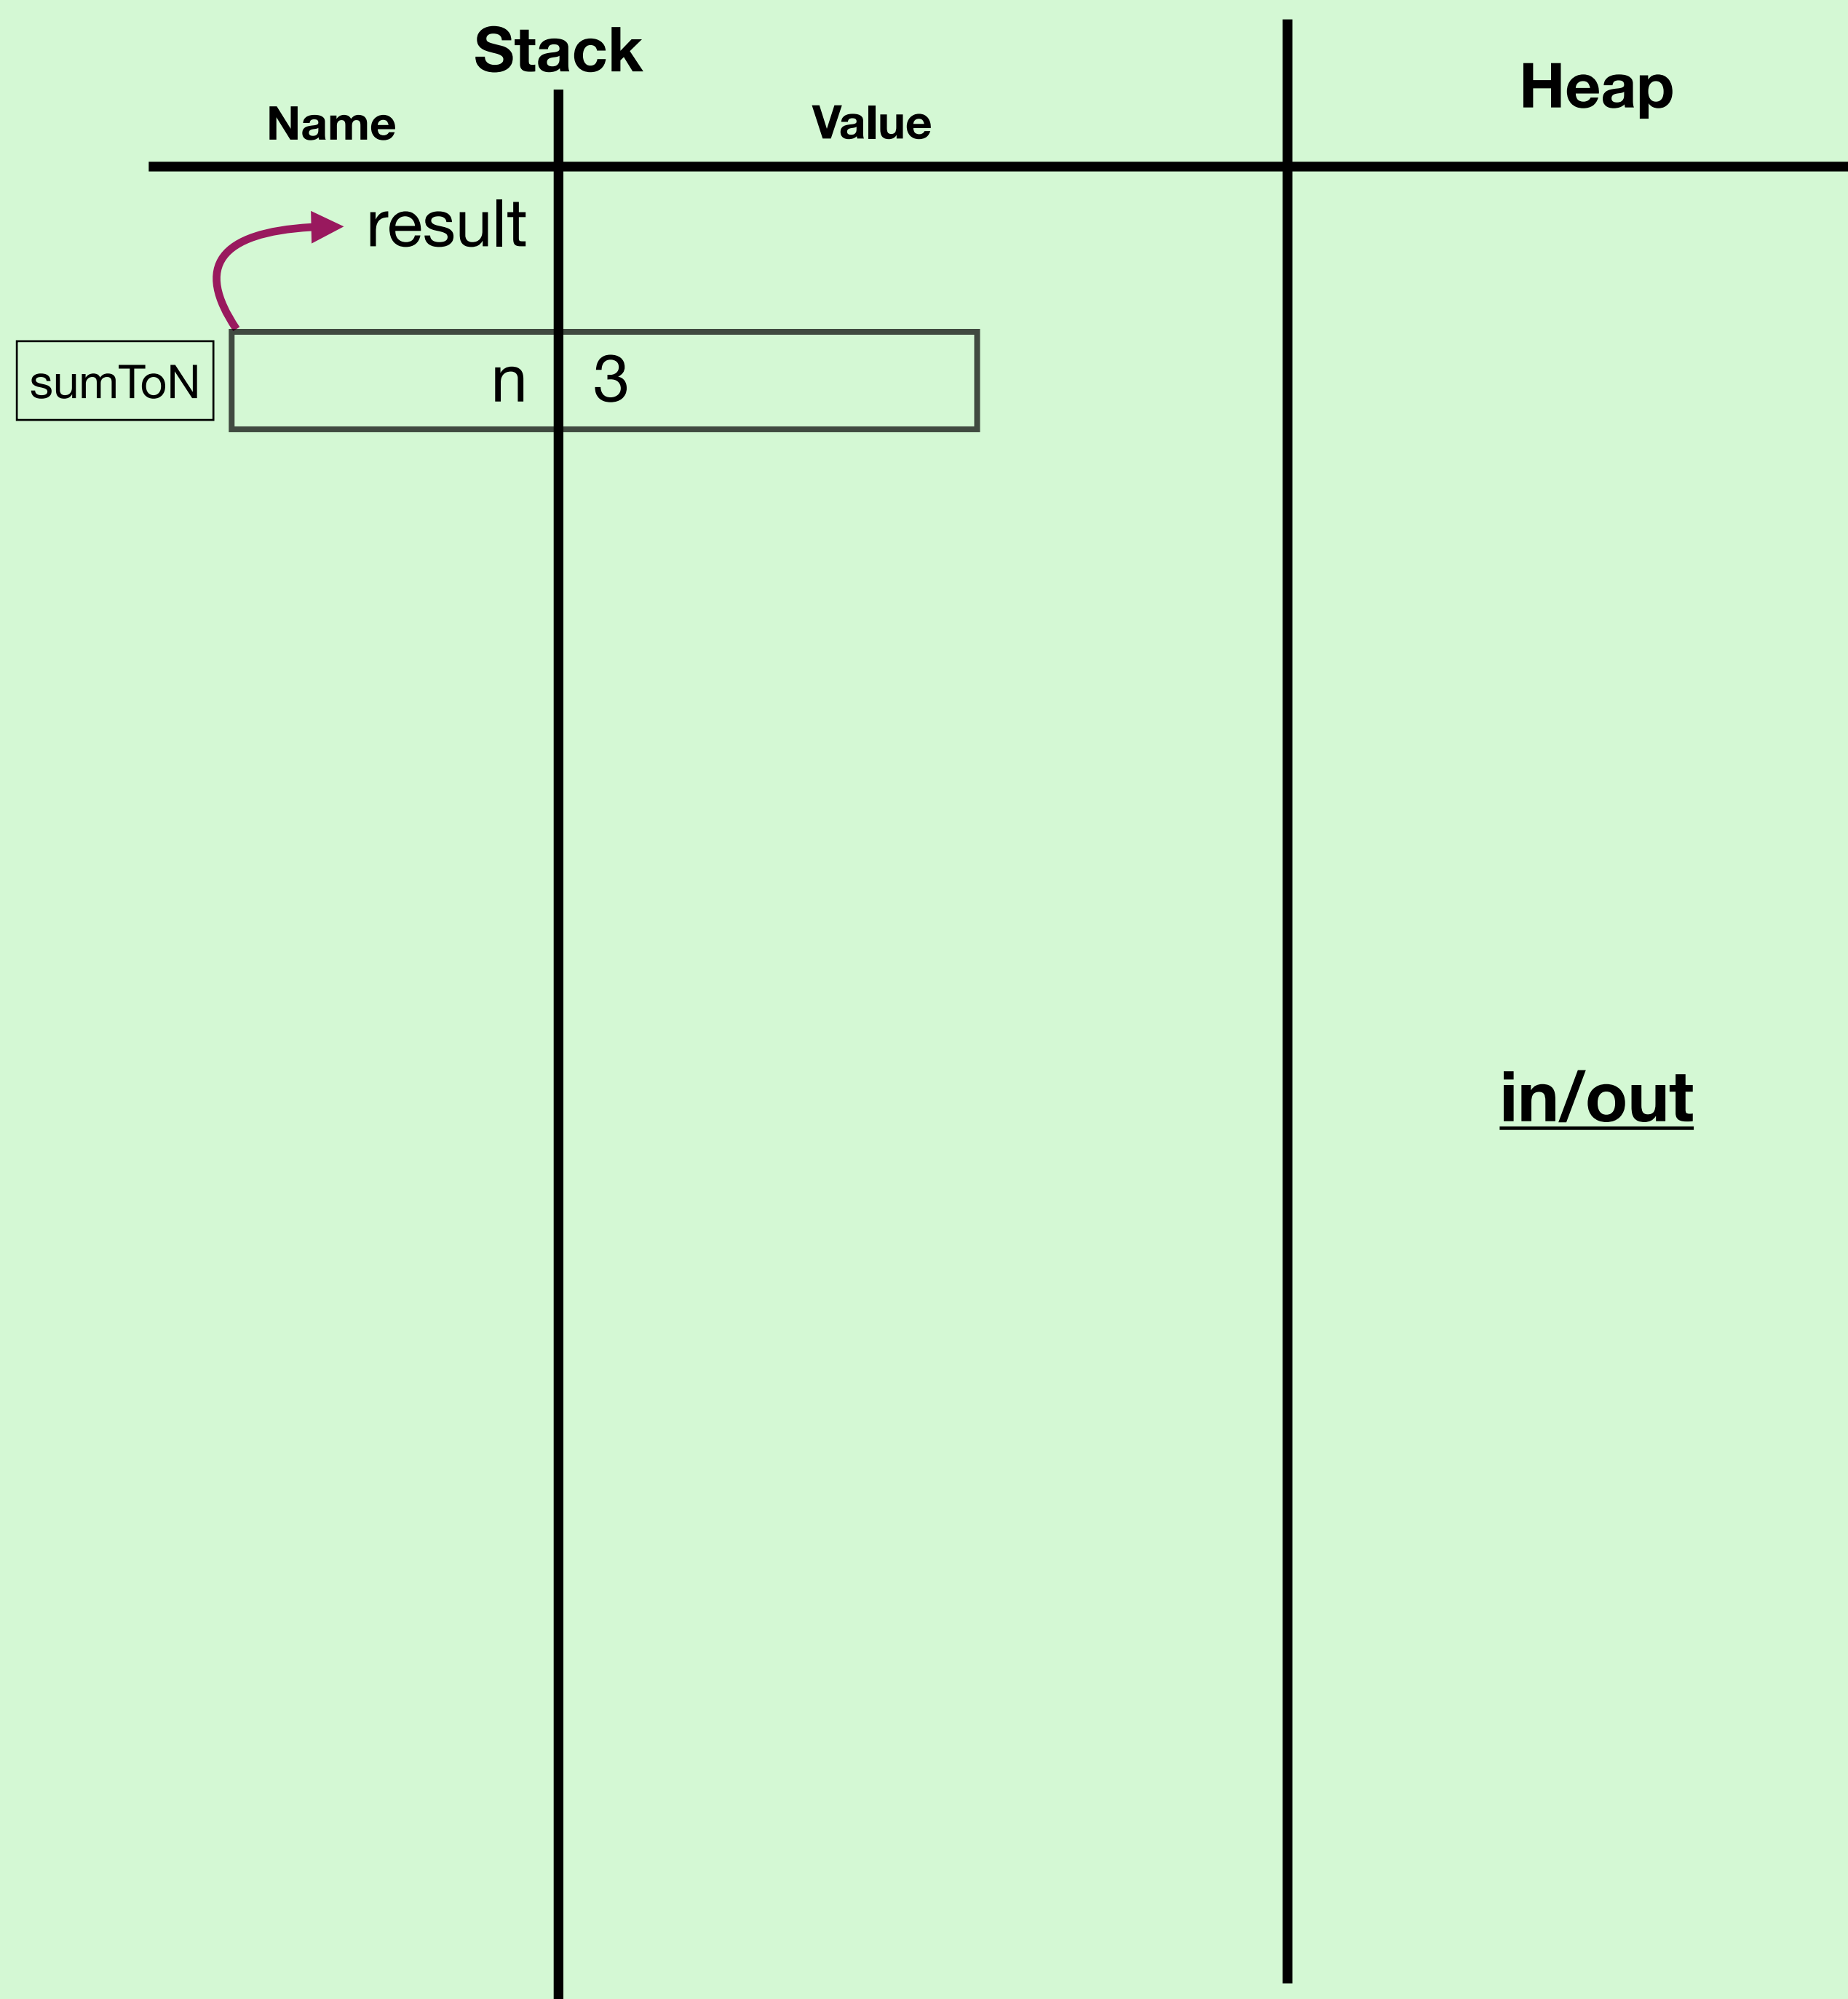 Stack
Heap
Name Value
result
sumToN n 3
in/out